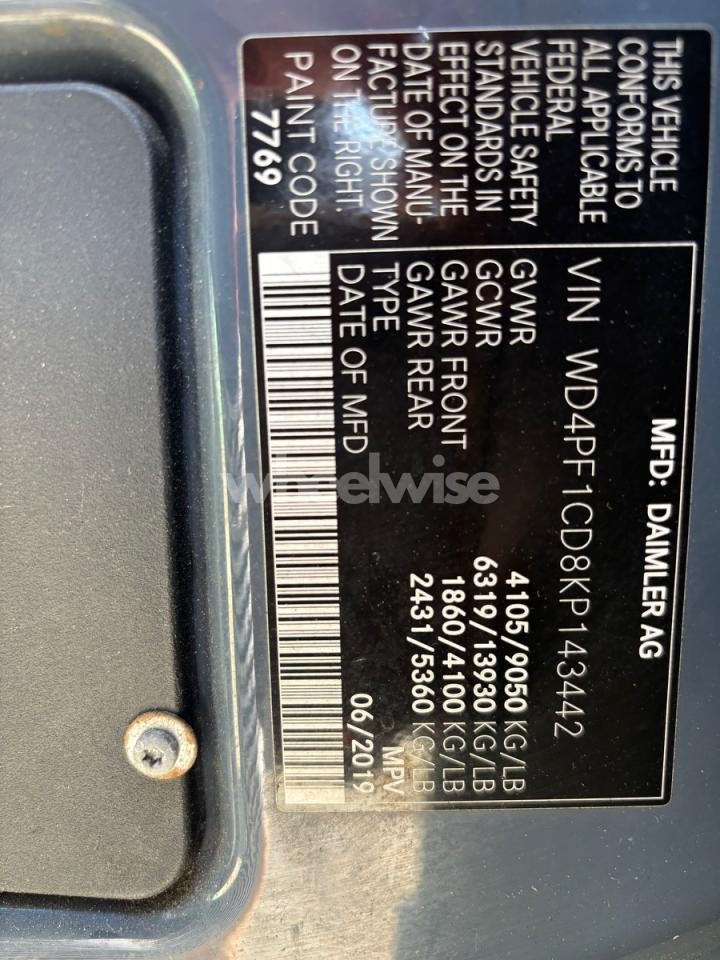 THIS VEHICLE
CONFORMS TO
ALL APPLICABLE
FEDERAL
VEHICLE SAFETY
STANDARDS IN
EFFECT ON THE
DATE OF MANU-
FACTURE SHOWN
ON THE RIGHT:
PAINT CODE
7769
MFD: DAIMLER AG
VIN WD4PF1CD8KP143442
GVWR 4105/9050 KG/LB
GCWR 6319/13930 KG/LB
GAWR FRONT 1860/4100 KG/LB
GAWR REAR 2431/5360 KG/LB
TYPE MPV
DATE OF MFD 06/2019
wheelwise